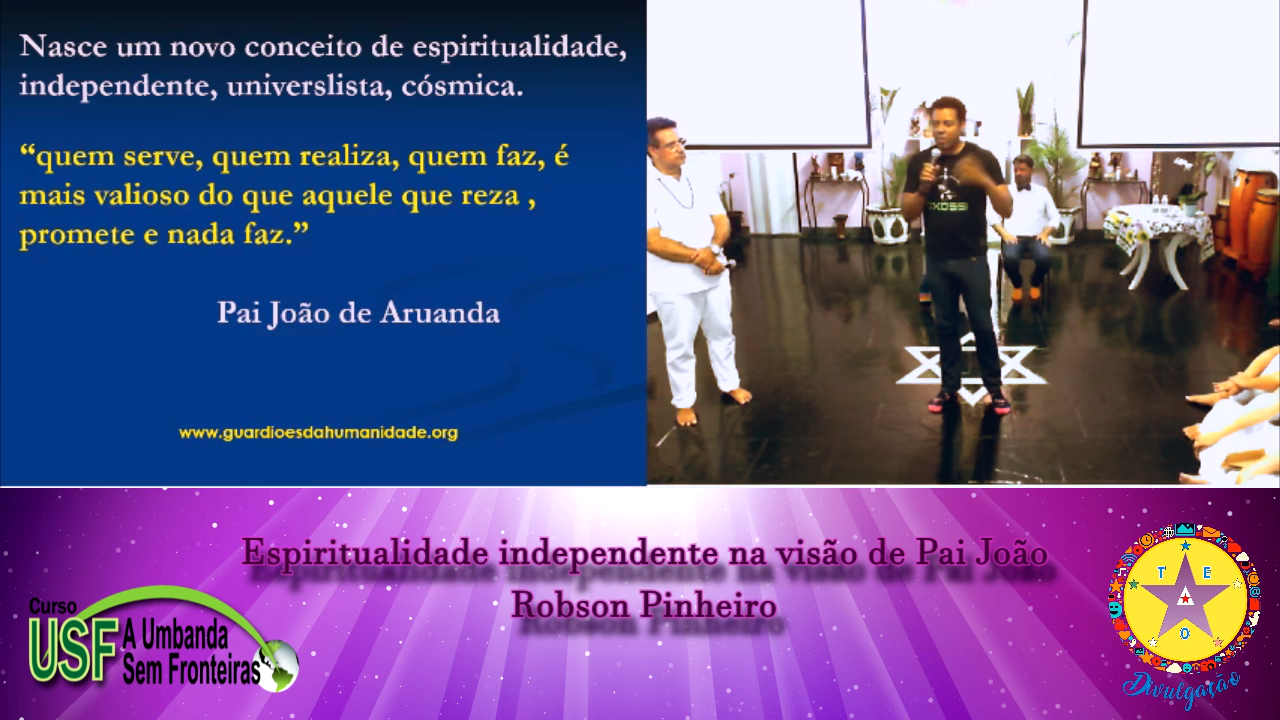 Nasce um novo conceito de espiritualidade,
independente, universlista, cósmica.
“quem serve, quem realiza, quem faz, é
mais valioso do que aquele que reza ,
promete e nada faz.”
Pai João de Aruanda
www.guardioesdahumanidade.org
OXOSSI
Espiritualidade independente na visão de Pai João
Robson Pinheiro
Curso
USF A Umbanda
Sem Fronteiras
T E
A
O
Divulgação